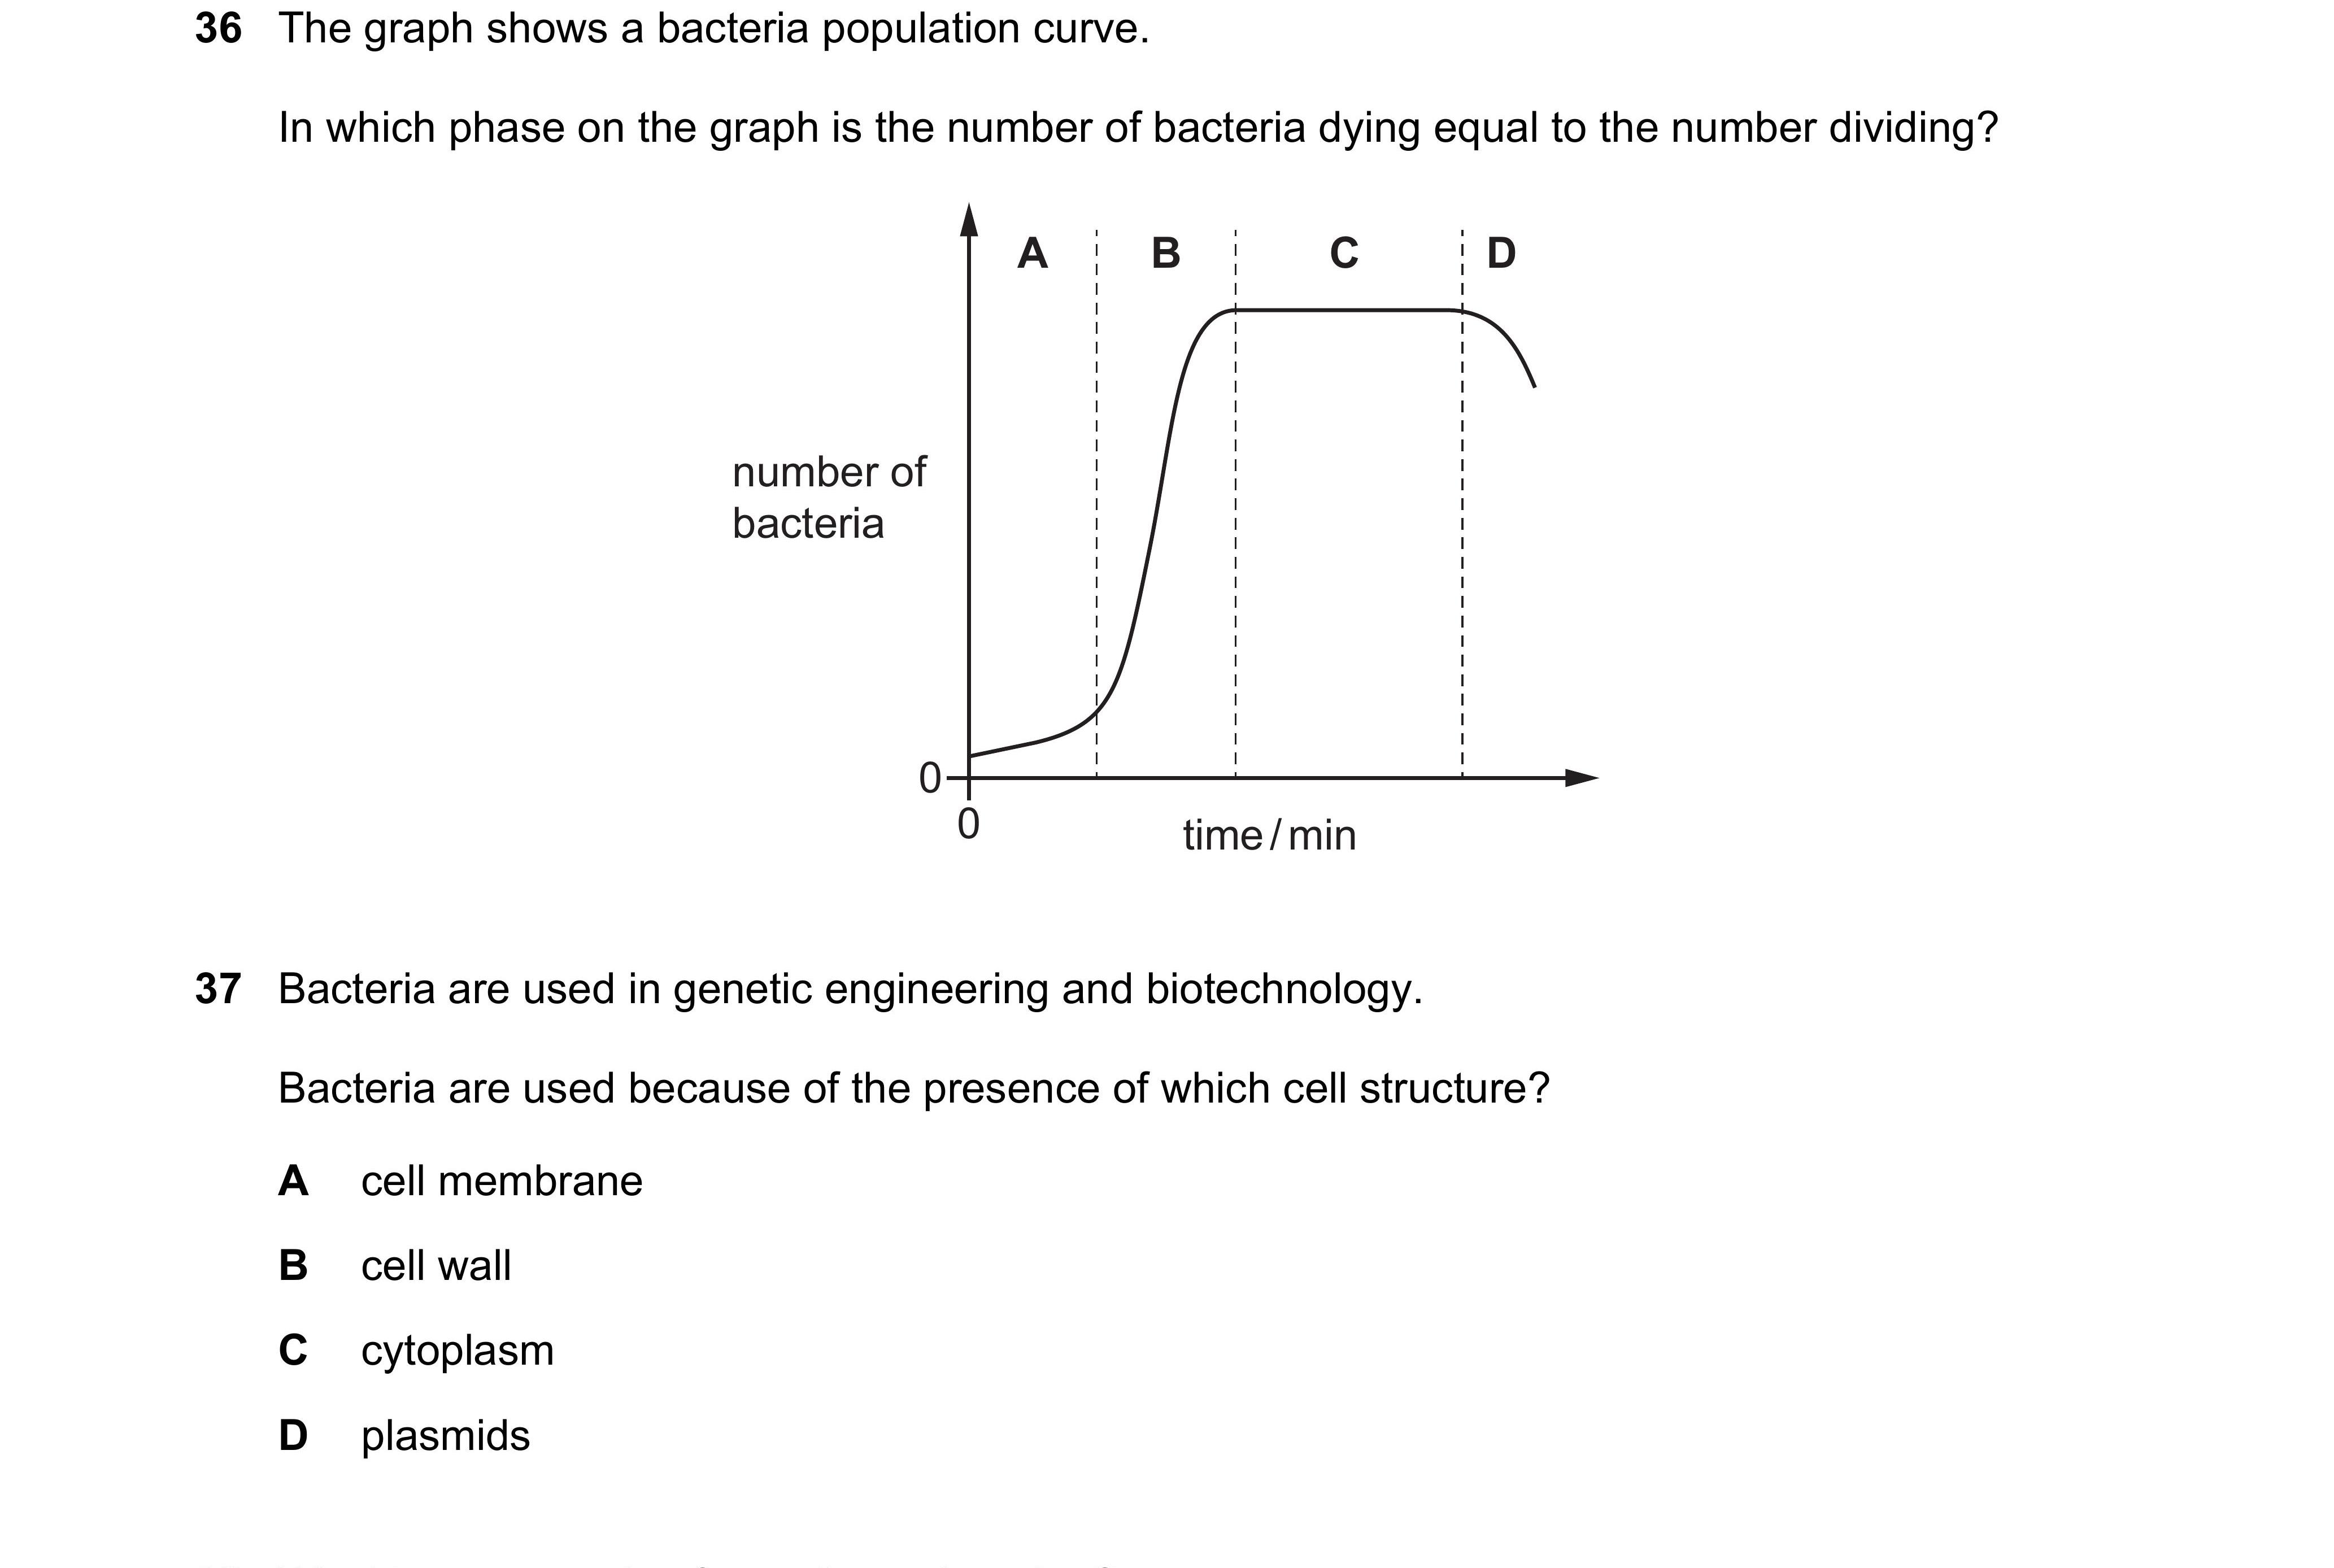 36 The graph shows a bacteria population curve.
In which phase on the graph is the number of bacteria dying equal to the number dividing?
A B C D
number of
bacteria
0
0
time / min
37 Bacteria are used in genetic engineering and biotechnology.
Bacteria are used because of the presence of which cell structure?
A cell membrane
B cell wall
C cytoplasm
D plasmids